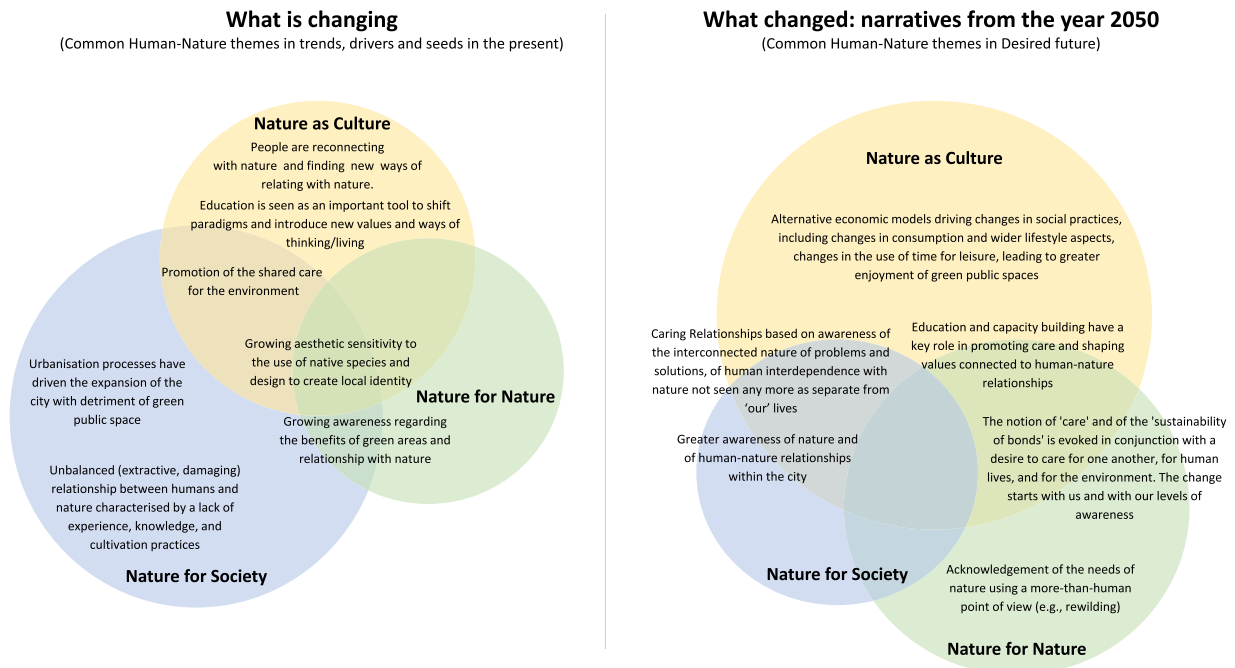 What is changing
(Common Human-Nature themes in trends, drivers and seeds in the present)
Nature as Culture
People are reconnecting
with nature and finding new ways of
relating with nature.
Education is seen as an important tool to shift
paradigms and introduce new values and ways of
thinking/living
Promotion of the shared care
for the environment
Growing aesthetic sensitivity to
the use of native species and
design to create local identity
Urbanisation processes have
driven the expansion of the
city with detriment of green
public space
Nature for Nature
Growing awareness regarding
the benefits of green areas and
relationship with nature
Unbalanced (extractive, damaging)
relationship between humans and
nature characterised by a lack of
experience, knowledge, and
cultivation practices
Nature for Society
What changed: narratives from the year 2050
(Common Human-Nature themes in Desired future)
Nature as Culture
Alternative economic models driving changes in social practices,
including changes in consumption and wider lifestyle aspects,
changes in the use of time for leisure, leading to greater
enjoyment of green public spaces
Caring Relationships based on awareness of
the interconnected nature of problems and
solutions, of human interdependence with
nature not seen any more as separate from
‘our’ lives
Education and capacity building have a
key role in promoting care and shaping
values connected to human-nature
relationships
Greater awareness of nature and
of human-nature relationships
within the city
The notion of 'care' and of the 'sustainability
of bonds' is evoked in conjunction with a
desire to care for one another, for human
lives, and for the environment. The change
starts with us and with our levels of
awareness
Nature for Society
Acknowledgement of the needs of
nature using a more-than-human
point of view (e.g., rewilding)
Nature for Nature